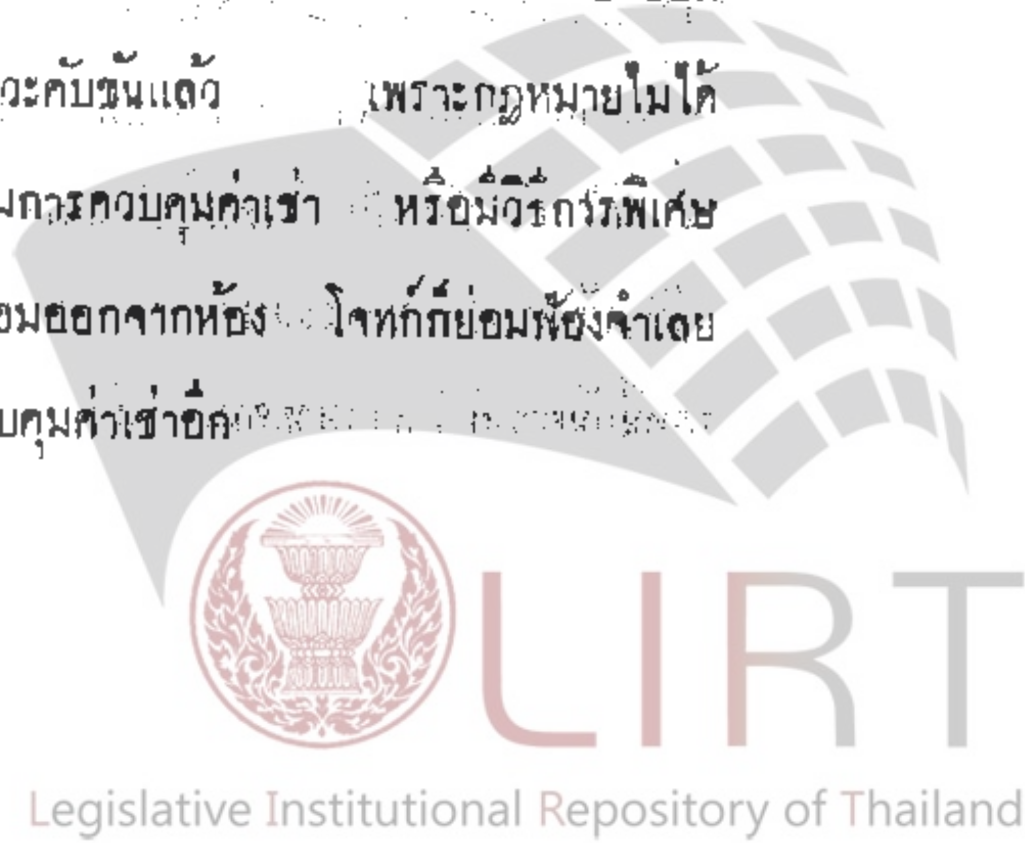 วะคับขันแล้ว เพราะกฎหมายไม่ได้
มการควบคุมค่าเช่า หรือมีวิธีการพิเศษ
อมออกจากห้อง โจทก์ก็ย่อมฟ้องจำเลย
บคุมค่าเช่าอีก
LIRT
Legislative Institutional Repository of Thailand